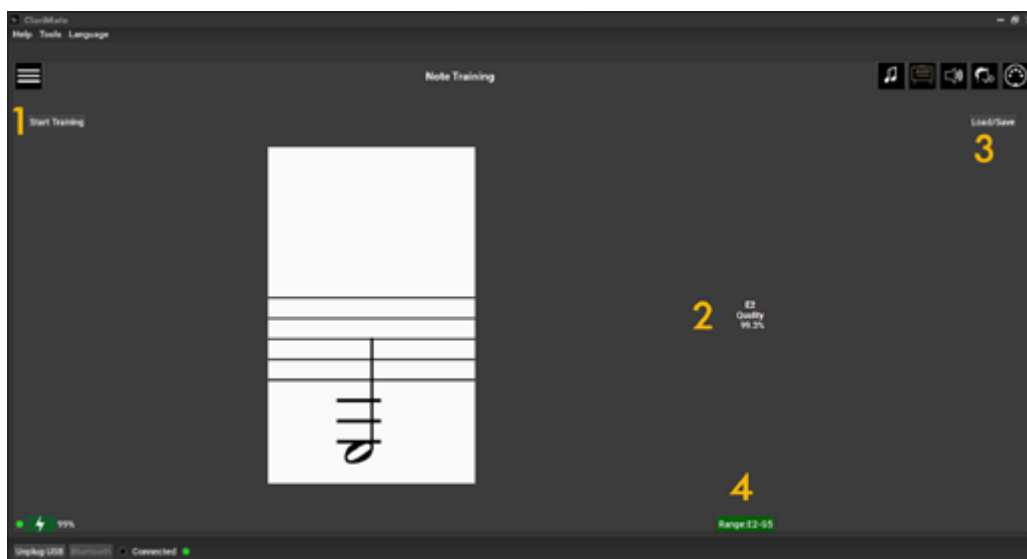 ClariMate
Help Tools Language
Note Training
1 Start Training
Load/Save
3
2
E2
Quality
99.3%
4
Range:E2-G5
99%
Unplug USB Bluetooth Connected